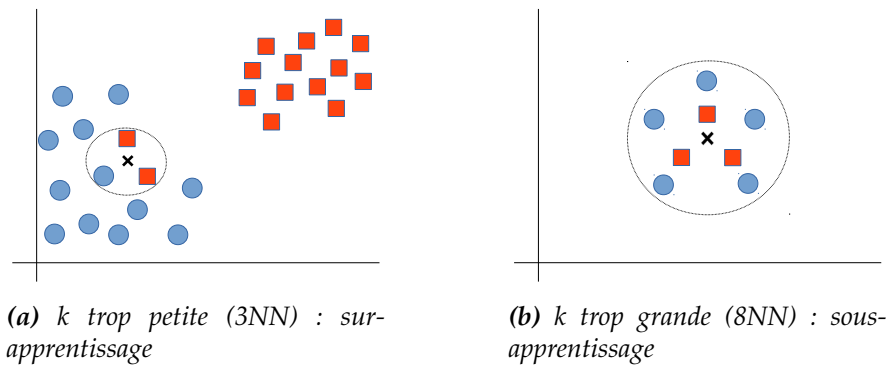 (a) k trop petite (3NN) : sur-
apprentissage
(b) k trop grande (8NN) : sous-
apprentissage